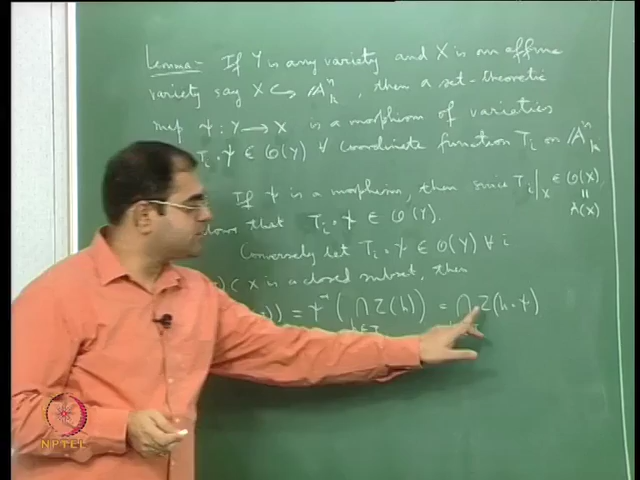 Lemma:- If Y is any variety and X is an affine
variety say X ↪ 𝔸ⁿₖ, then a set-theoretic
map ψ: Y → X is a morphism of varieties
Tᵢ∘ψ ∈ O(Y) ∀ coordinate function Tᵢ on 𝔸ⁿₖ
If ψ is a morphism, then since Tᵢ|_X ∈ O(X)
that Tᵢ∘ψ ∈ O(Y). = A(X)
Conversely let Tᵢ∘ψ ∈ O(Y) ∀ i
⊂ X is a closed subset, then
= ψ⁻¹(∩ Z(h)) = ∩ Z(h∘ψ)
NPTEL